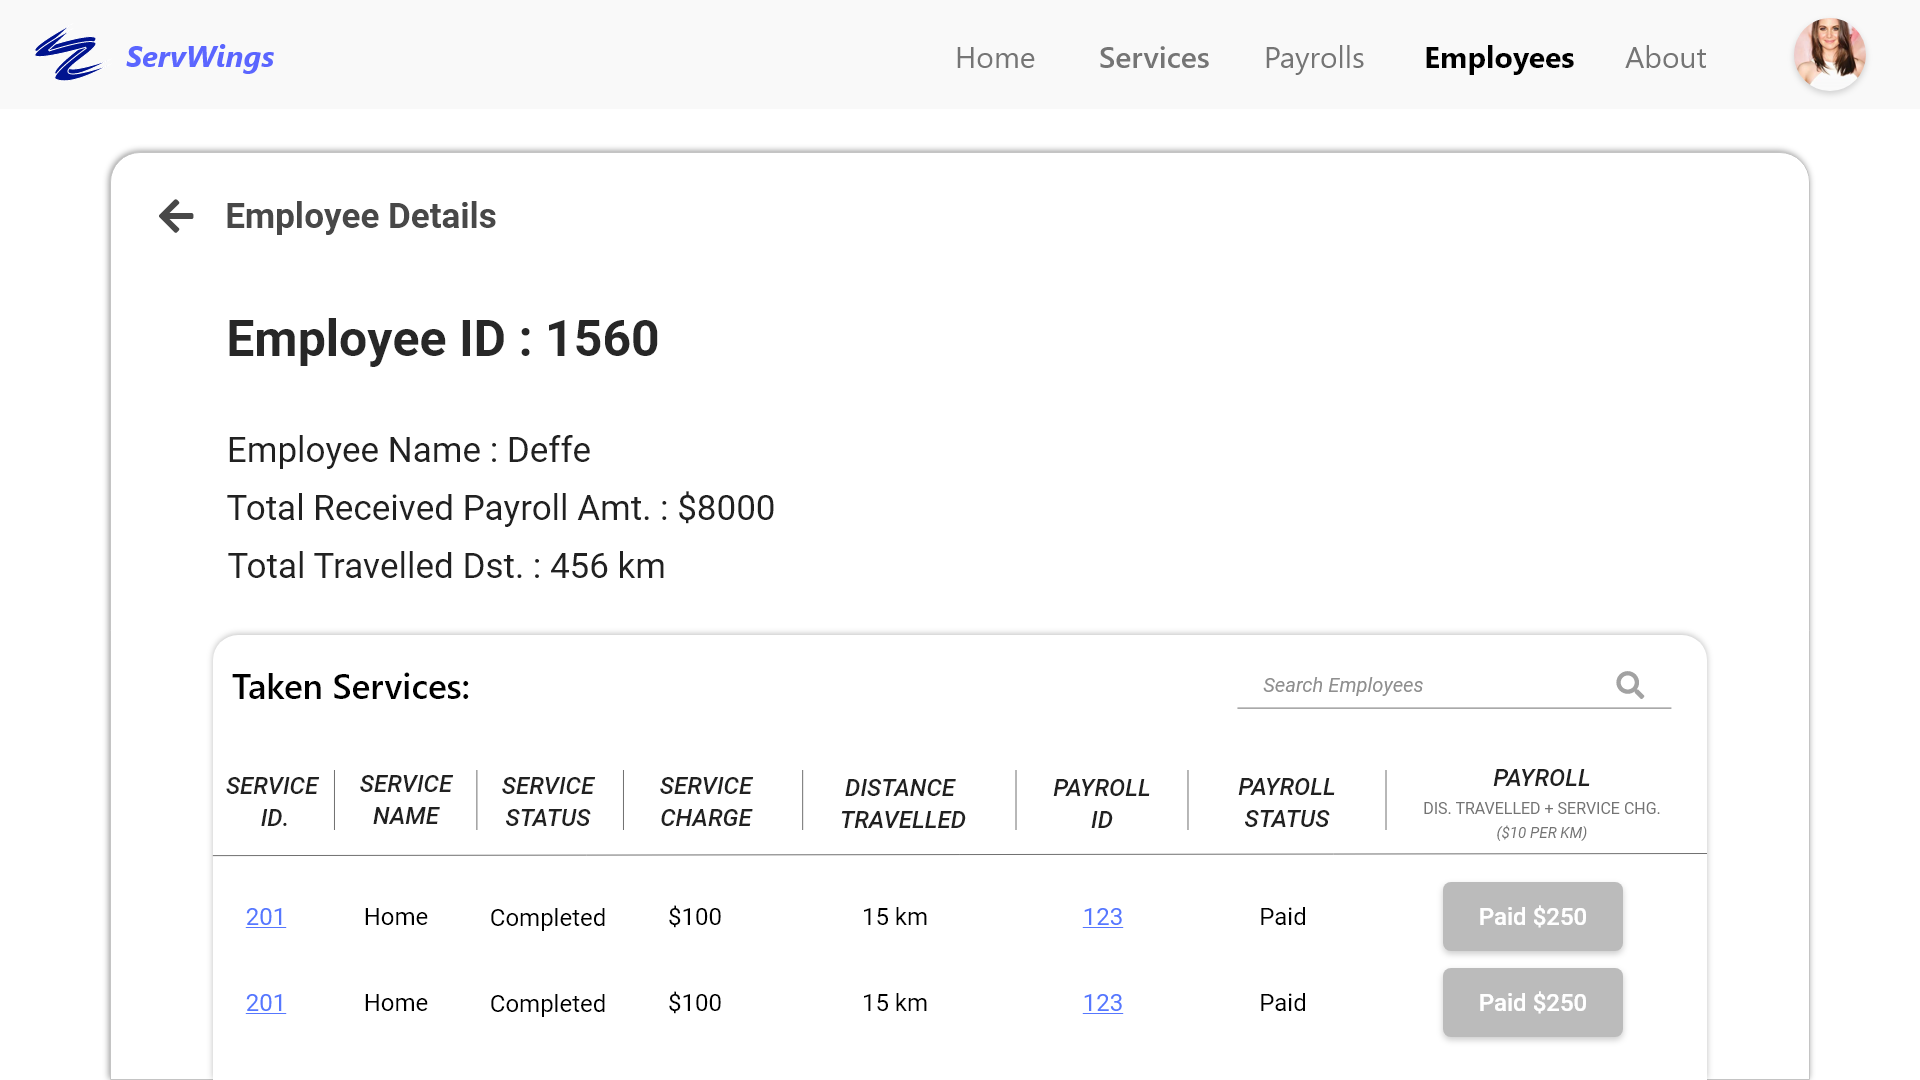 ServWings
Home Services Payrolls Employees About
Employee Details
Employee ID : 1560
Employee Name : Deffe
Total Received Payroll Amt. : $8000
Total Travelled Dst. : 456 km
Taken Services:
Search Employees
SERVICE ID.
SERVICE NAME
SERVICE STATUS
SERVICE CHARGE
DISTANCE TRAVELLED
PAYROLL ID
PAYROLL STATUS
PAYROLL
DIS. TRAVELLED + SERVICE CHG.
($10 PER KM)
201 Home Completed $100 15 km 123 Paid Paid $250
201 Home Completed $100 15 km 123 Paid Paid $250